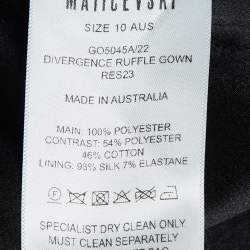 MATICEVSKI
SIZE 10 AUS
GO5045A/22
DIVERGENCE RUFFLE GOWN
RES23
MADE IN AUSTRALIA
MAIN: 100% POLYESTER
CONTRAST: 54% POLYESTER
46% COTTON
LINING: 93% SILK 7% ELASTANE
SPECIALIST DRY CLEAN ONLY
MUST CLEAN SEPARATELY